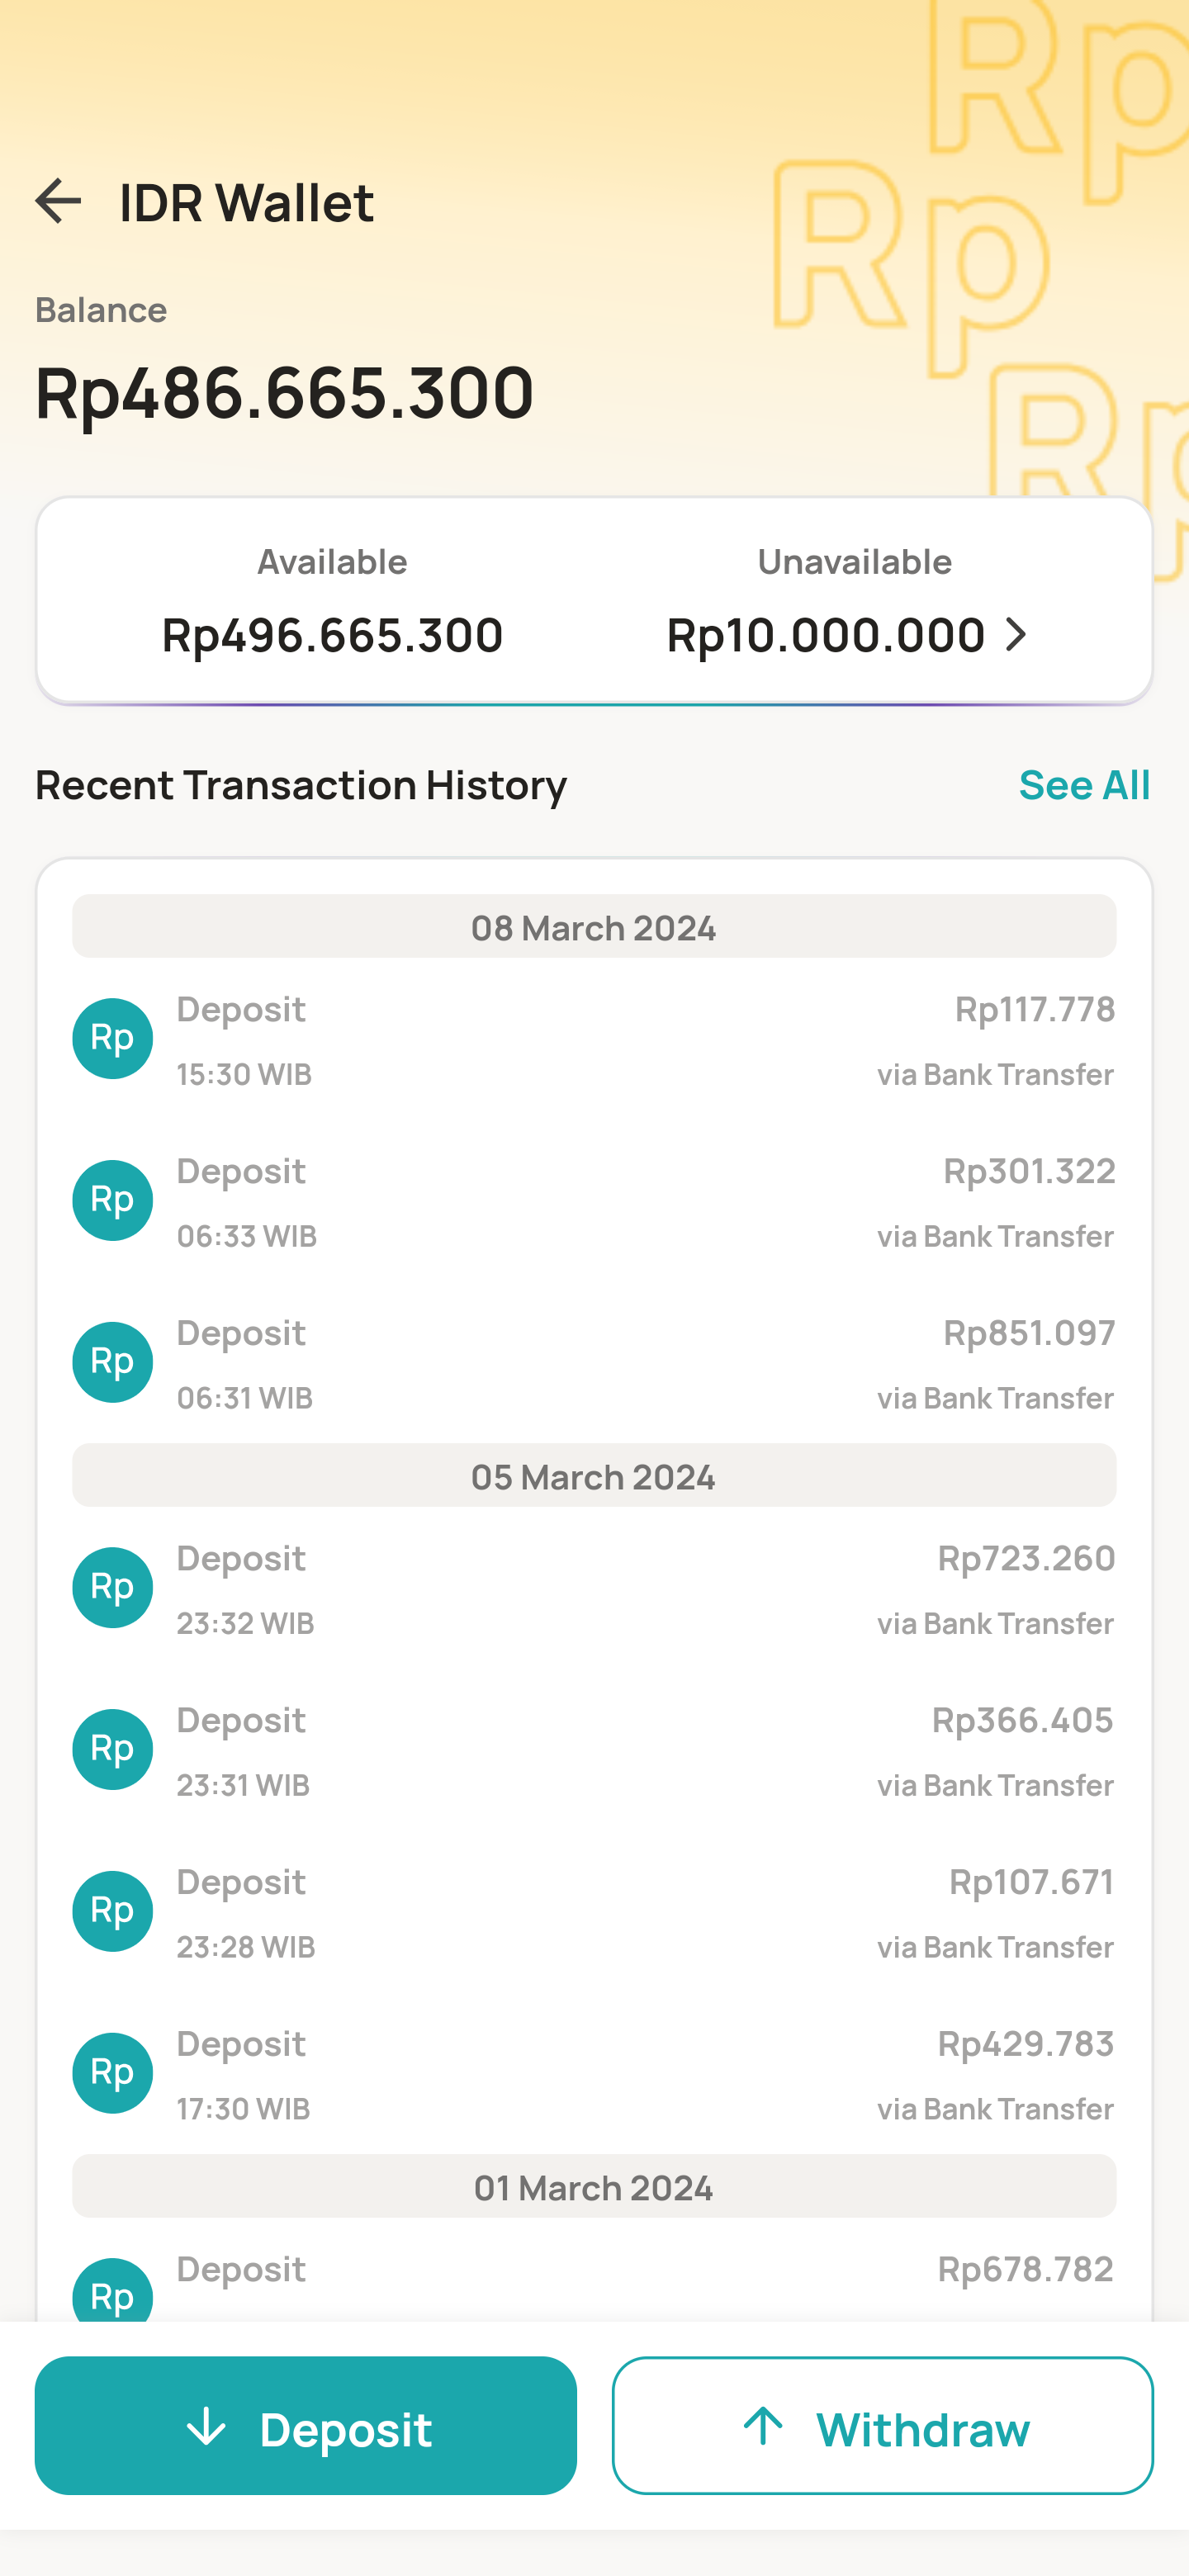 Rp
Rp
IDR Wallet
Balance
Rp486.665.300
Rp
Available Unavailable
Rp496.665.300 Rp10.000.000
Recent Transaction History See All
08 March 2024
Rp Deposit Rp117.778
15:30 WIB via Bank Transfer
Rp Deposit Rp301.322
06:33 WIB via Bank Transfer
Rp Deposit Rp851.097
06:31 WIB via Bank Transfer
05 March 2024
Rp Deposit Rp723.260
23:32 WIB via Bank Transfer
Rp Deposit Rp366.405
23:31 WIB via Bank Transfer
Rp Deposit Rp107.671
23:28 WIB via Bank Transfer
Rp Deposit Rp429.783
17:30 WIB via Bank Transfer
01 March 2024
Rp Deposit Rp678.782
Deposit Withdraw